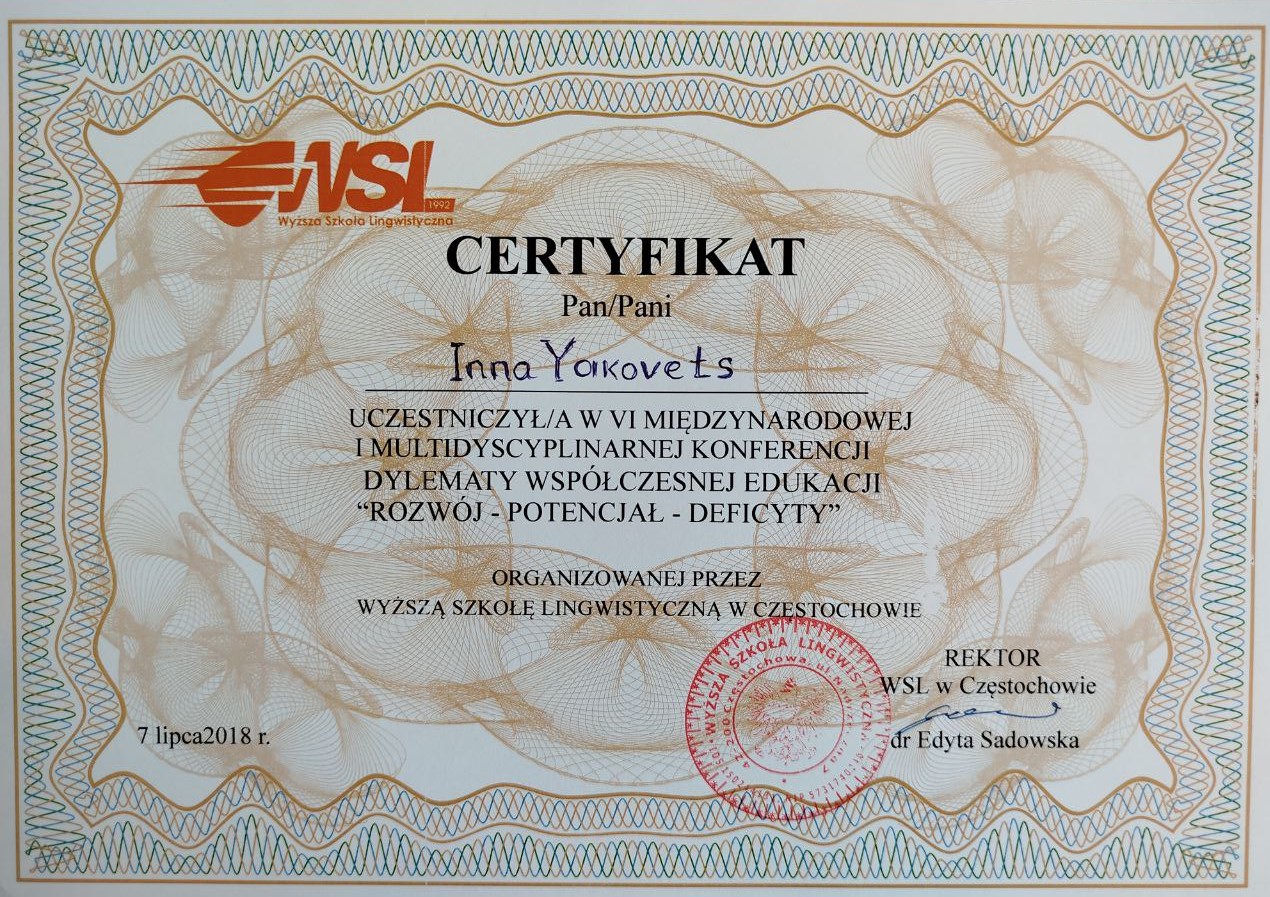 WSL
1992
Wyższa Szkoła Lingwistyczna
CERTYFIKAT
Pan/Pani
Inna Yakovets
UCZESTNICZYŁ/A W VI MIĘDZYNARODOWEJ
I MULTIDYSCYPLINARNEJ KONFERENCJI
DYLEMATY WSPÓŁCZESNEJ EDUKACJI
“ROZWÓJ - POTENCJAŁ - DEFICYTY”
ORGANIZOWANEJ PRZEZ
WYŻSZĄ SZKOŁĘ LINGWISTYCZNĄ W CZĘSTOCHOWIE
WYŻSZA SZKOŁA LINGWISTYCZNA
Częstochowa, ul.
REKTOR
WSL w Częstochowie
dr Edyta Sadowska
7 lipca2018 r.